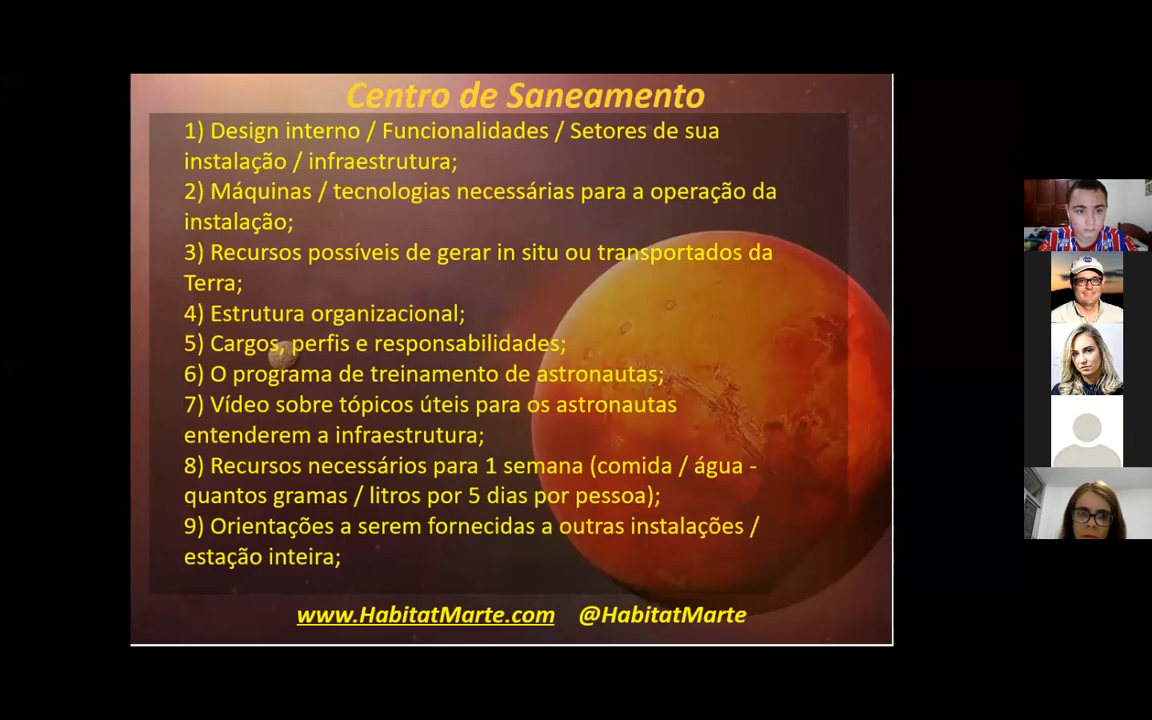 Centro de Saneamento
1) Design interno / Funcionalidades / Setores de sua
instalação / infraestrutura;
2) Máquinas / tecnologias necessárias para a operação da
instalação;
3) Recursos possíveis de gerar in situ ou transportados da
Terra;
4) Estrutura organizacional;
5) Cargos, perfis e responsabilidades;
6) O programa de treinamento de astronautas;
7) Vídeo sobre tópicos úteis para os astronautas
entenderem a infraestrutura;
8) Recursos necessários para 1 semana (comida / água -
quantos gramas / litros por 5 dias por pessoa);
9) Orientações a serem fornecidas a outras instalações /
estação inteira;
www.HabitatMarte.com @HabitatMarte